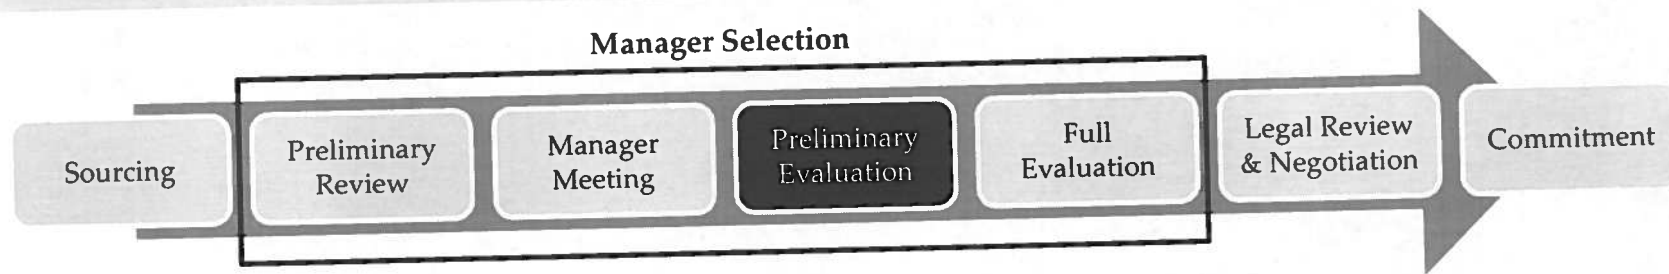 Manager Selection
Sourcing
Preliminary
Review
Manager
Meeting
Preliminary
Evaluation
Full
Evaluation
Legal Review
& Negotiation
Commitment